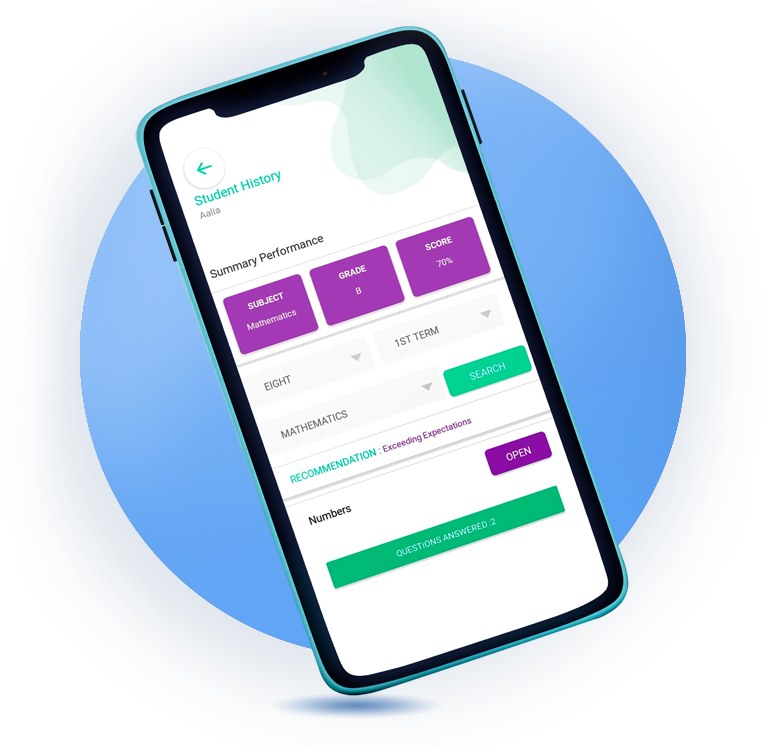 Student History
Aalia
Summary Performance
SUBJECT
Mathematics
GRADE
B
SCORE
70%
EIGHT
1ST TERM
MATHEMATICS
SEARCH
RECOMMENDATION : Exceeding Expectations
Numbers
OPEN
QUESTIONS ANSWERED :2